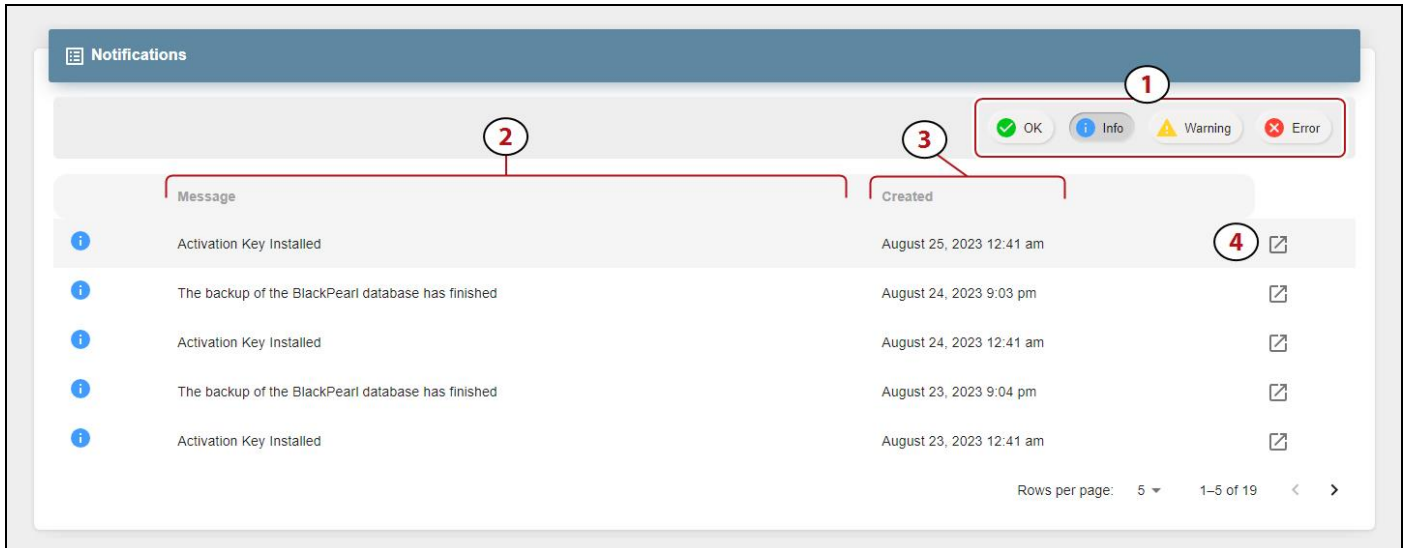 Notifications
1
OK Info Warning Error
2
3
Message Created
Activation Key Installed August 25, 2023 12:41 am 4
The backup of the BlackPearl database has finished August 24, 2023 9:03 pm
Activation Key Installed August 24, 2023 12:41 am
The backup of the BlackPearl database has finished August 23, 2023 9:04 pm
Activation Key Installed August 23, 2023 12:41 am
Rows per page: 5 1–5 of 19